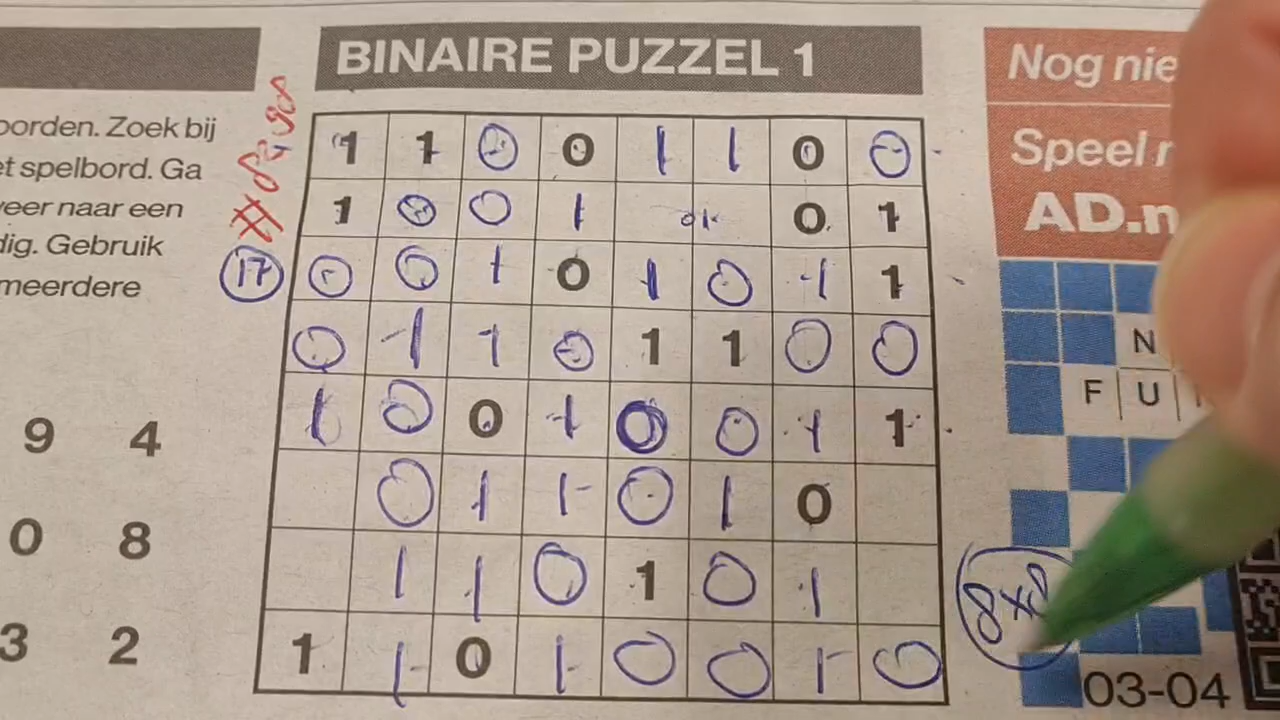 BINAIRE PUZZEL 1
oorden. Zoek bij
et spelbord. Ga
veer naar een
dig. Gebruik
meerdere
17
9 4
0 8
3 2
1 1 0 0 1 1 0 0
1 0 0 1 0 1 0 1
0 0 1 0 1 0 1 1
0 1 1 0 1 1 0 0
1 0 0 1 0 0 1 1
0 1 1 0 1 0
1 1 0 1 0 1
1 1 0 1 0 0 1 0
Nog nie
Speel
AD.n
N
F U
8x8
03-04